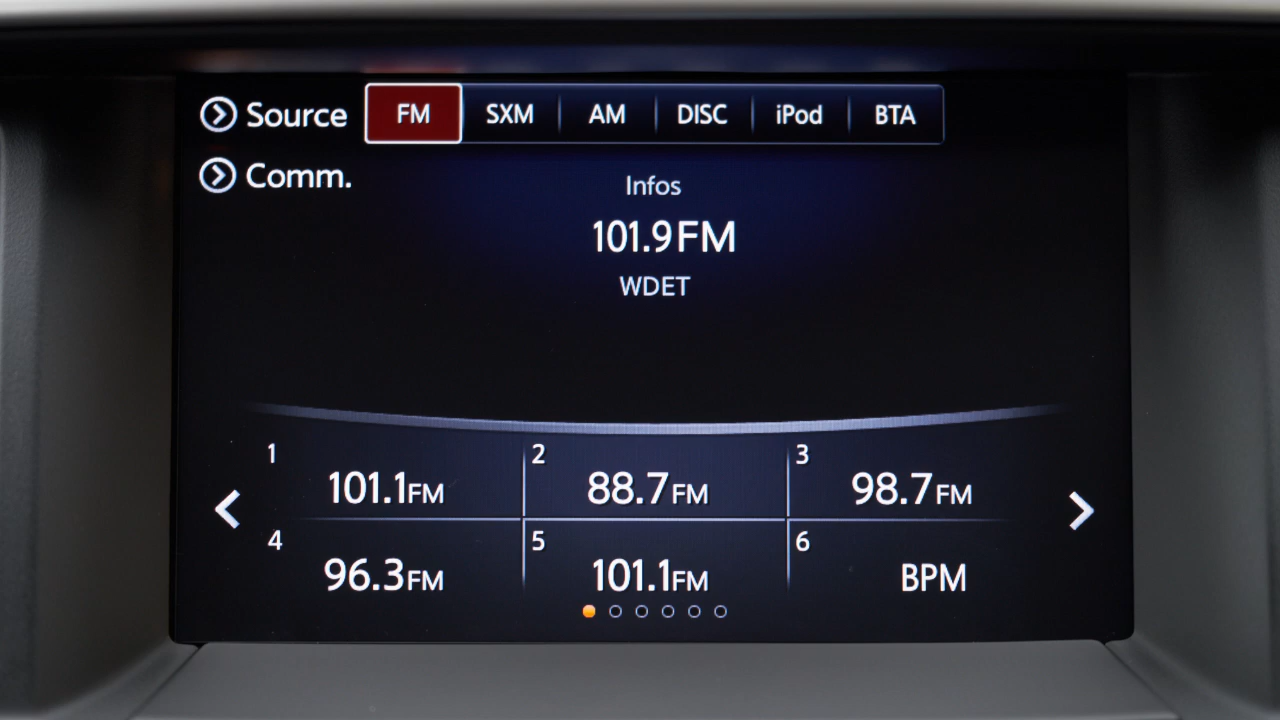 Source FM SXM AM DISC iPod BTA
Comm.
Infos
101.9FM
WDET
1 101.1FM 2 88.7FM 3 98.7FM
4 96.3FM 5 101.1FM 6 BPM